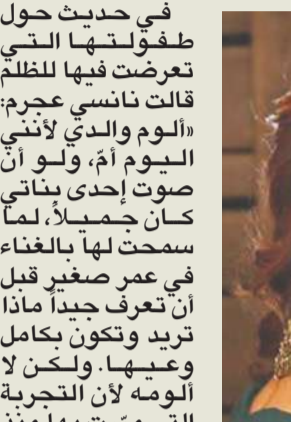 في حديث حول
طفولتها التي
تعرضت فيها للظلم
قالت نانسي عجرم:
«ألوم والدي لأنني
اليوم أمّ، ولو أن
صوت إحدى بناتي
كان جميلاً، لما
سمحت لها بالغناء
في عمر صغير قبل
أن تعرف جيداً ماذا
تريد وتكون بكامل
وعيها. ولكن لا
ألومه لأن التجربة